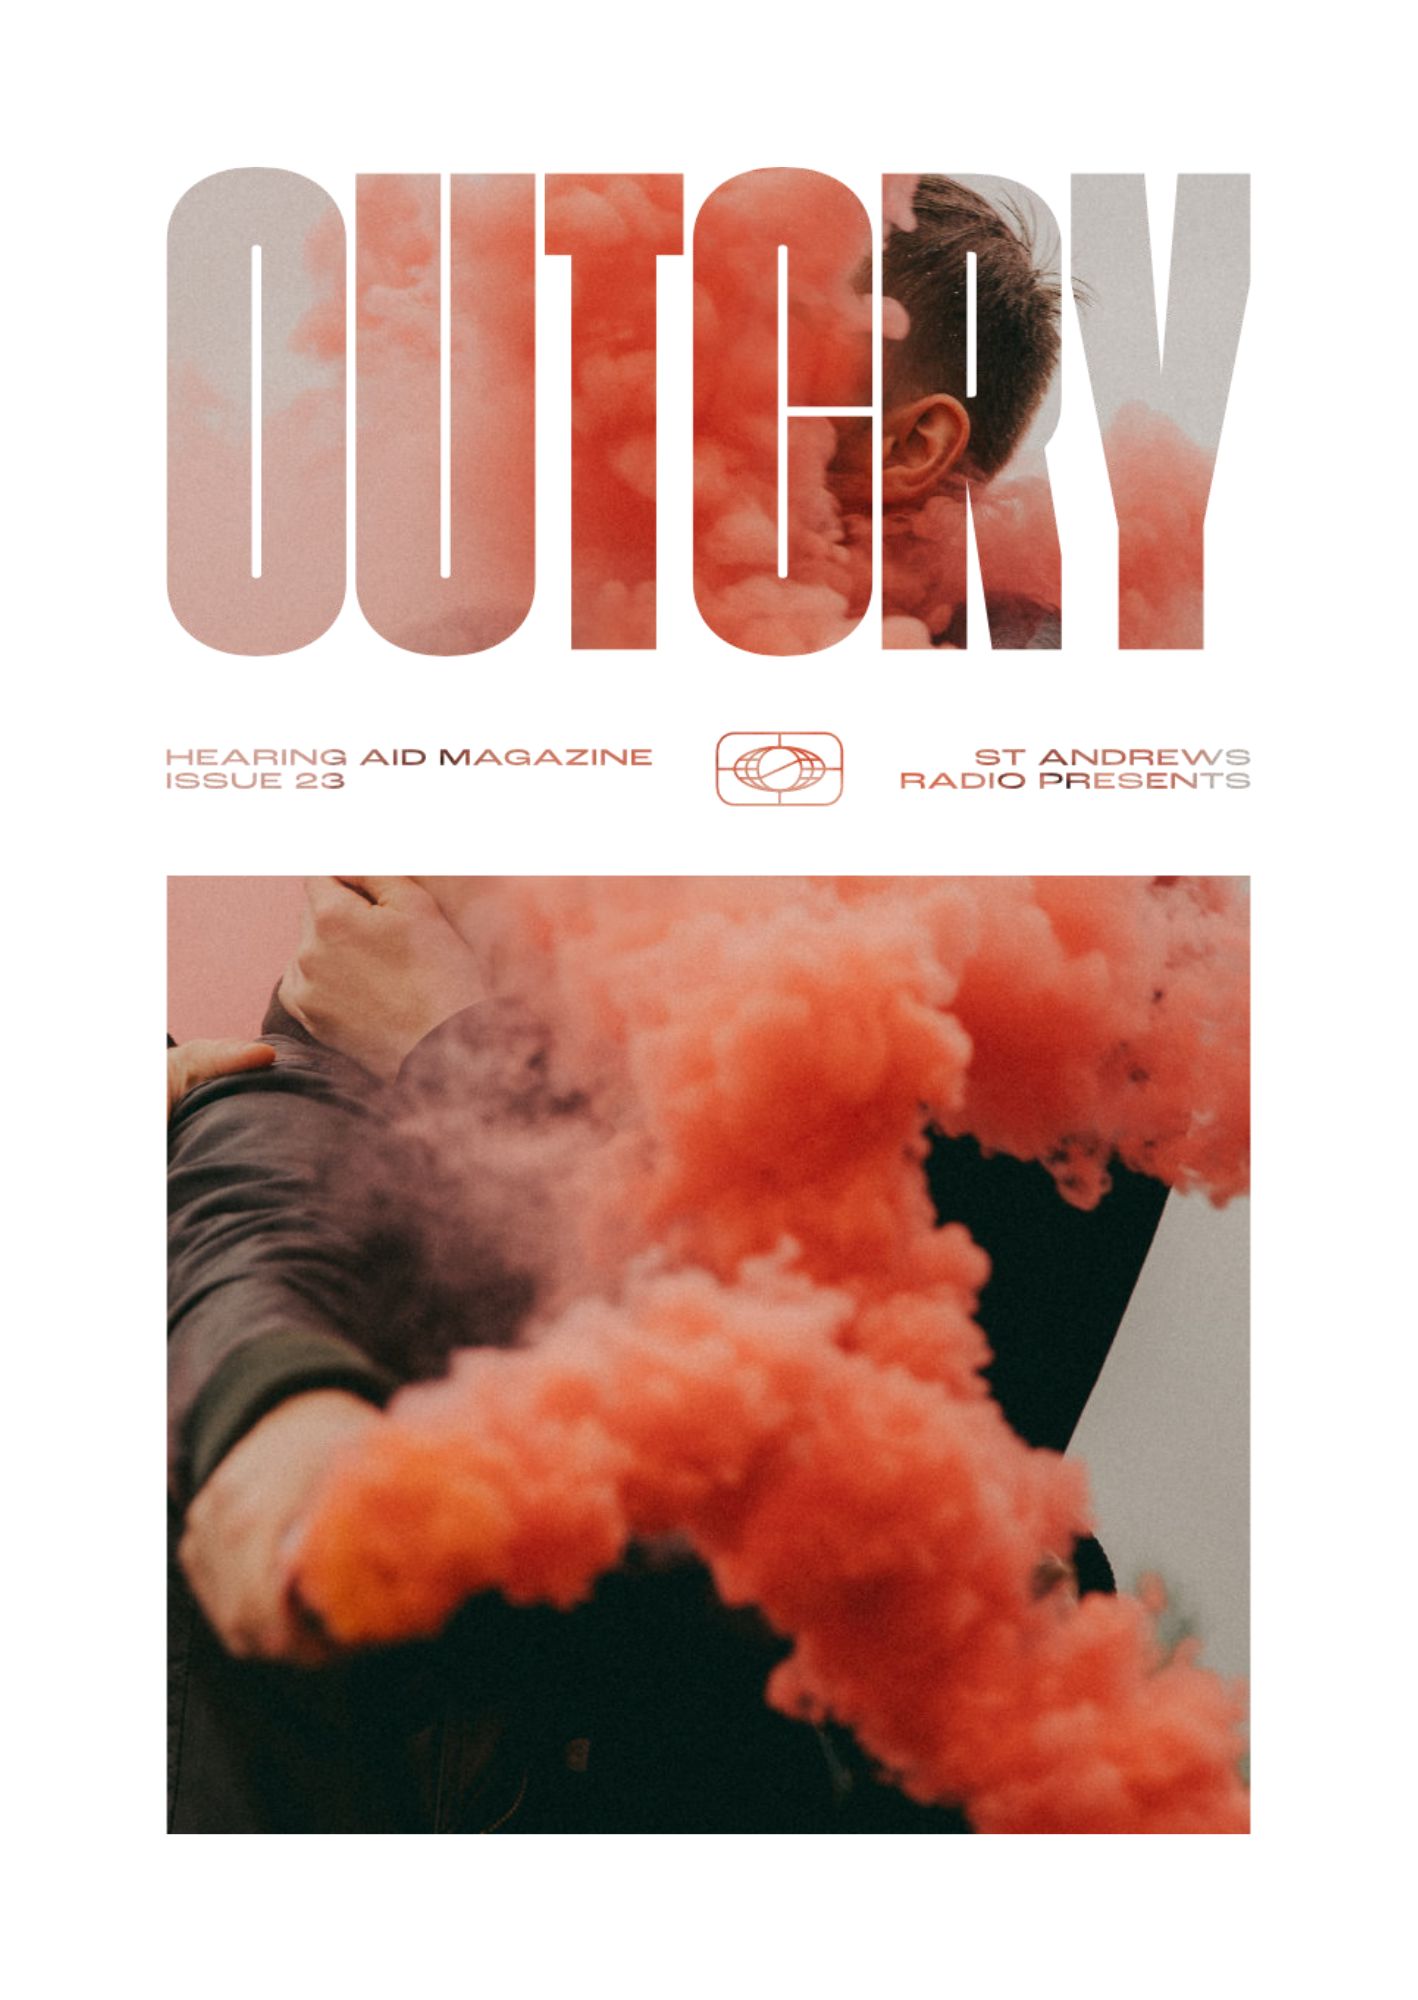 OUTCRY
HEARING AID MAGAZINE
ISSUE 23
ST ANDREWS
RADIO PRESENTS